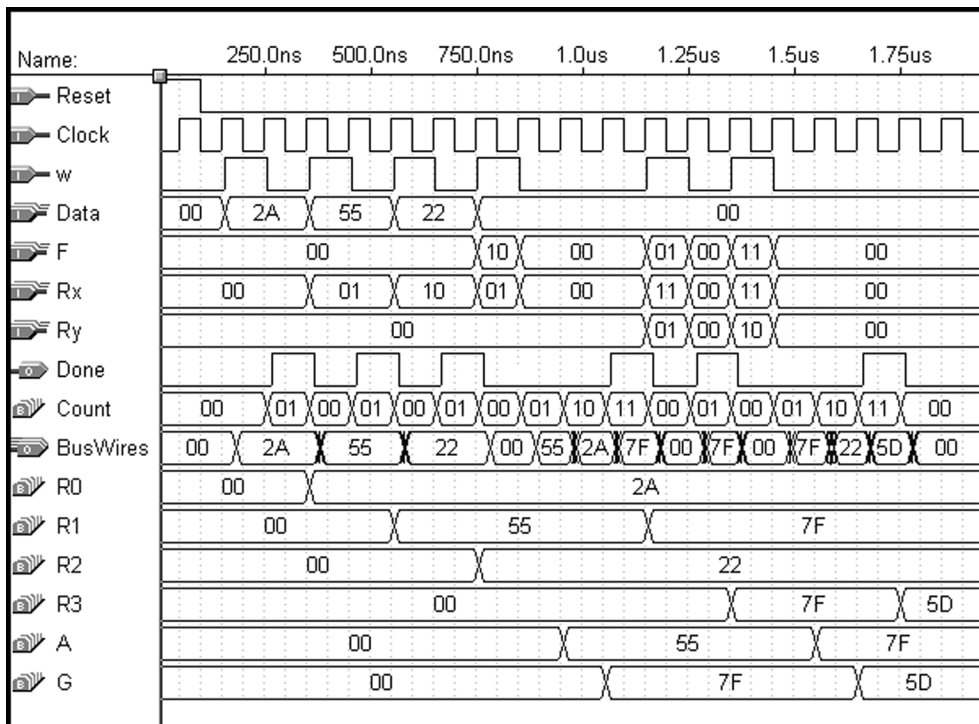 Name: 250.0ns 500.0ns 750.0ns 1.0us 1.25us 1.5us 1.75us
Reset
Clock
w
Data 00 2A 55 22 00
F 00 10 00 01 00 11 00
Rx 00 01 10 01 00 11 00 11 00
Ry 00 01 00 10 00
Done
Count 00 01 00 01 00 01 00 01 10 11 00 01 00 01 10 11 00
BusWires 00 2A 55 22 00 55 2A 7F 00 7F 00 7F 22 5D 00
R0 00 2A
R1 00 55 7F
R2 00 22
R3 00 7F 5D
A 00 55 7F
G 00 7F 5D